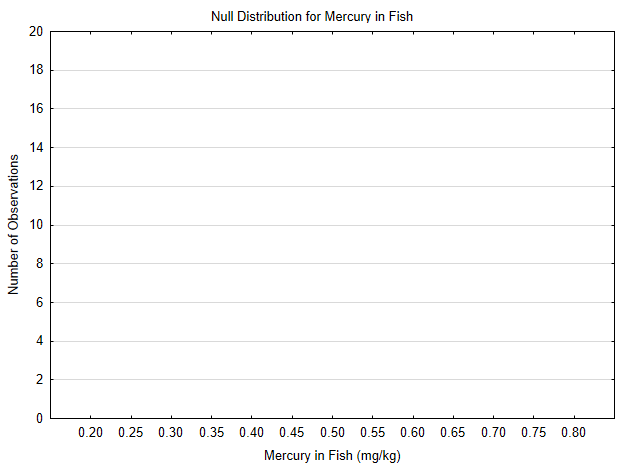 Null Distribution for Mercury in Fish
20
18
16
14
12
10
8
6
4
2
0
Number of Observations
0.20 0.25 0.30 0.35 0.40 0.45 0.50 0.55 0.60 0.65 0.70 0.75 0.80
Mercury in Fish (mg/kg)